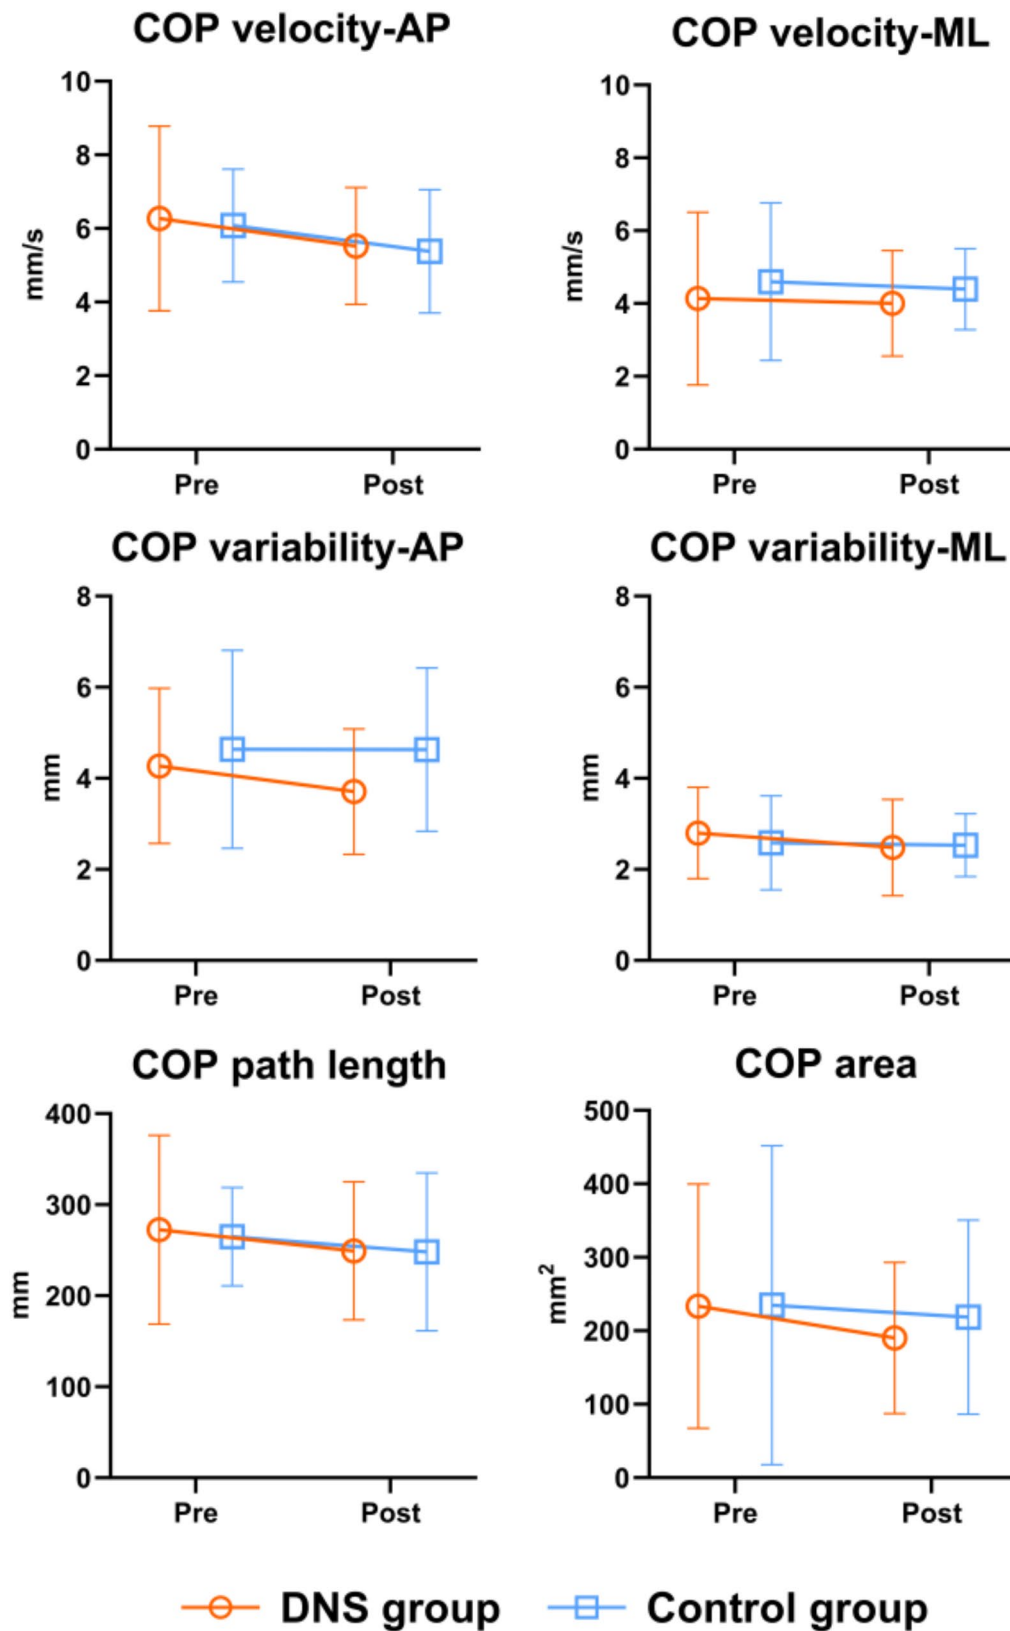 COP velocity-AP
10
8
6
4
2
0
mm/s
Pre Post
COP velocity-ML
10
8
6
4
2
0
mm/s
Pre Post
COP variability-AP
8
6
4
2
0
mm
Pre Post
COP variability-ML
8
6
4
2
0
mm
Pre Post
COP path length
400
300
200
100
0
mm
Pre Post
COP area
500
400
300
200
100
0
mm²
Pre Post
DNS group Control group